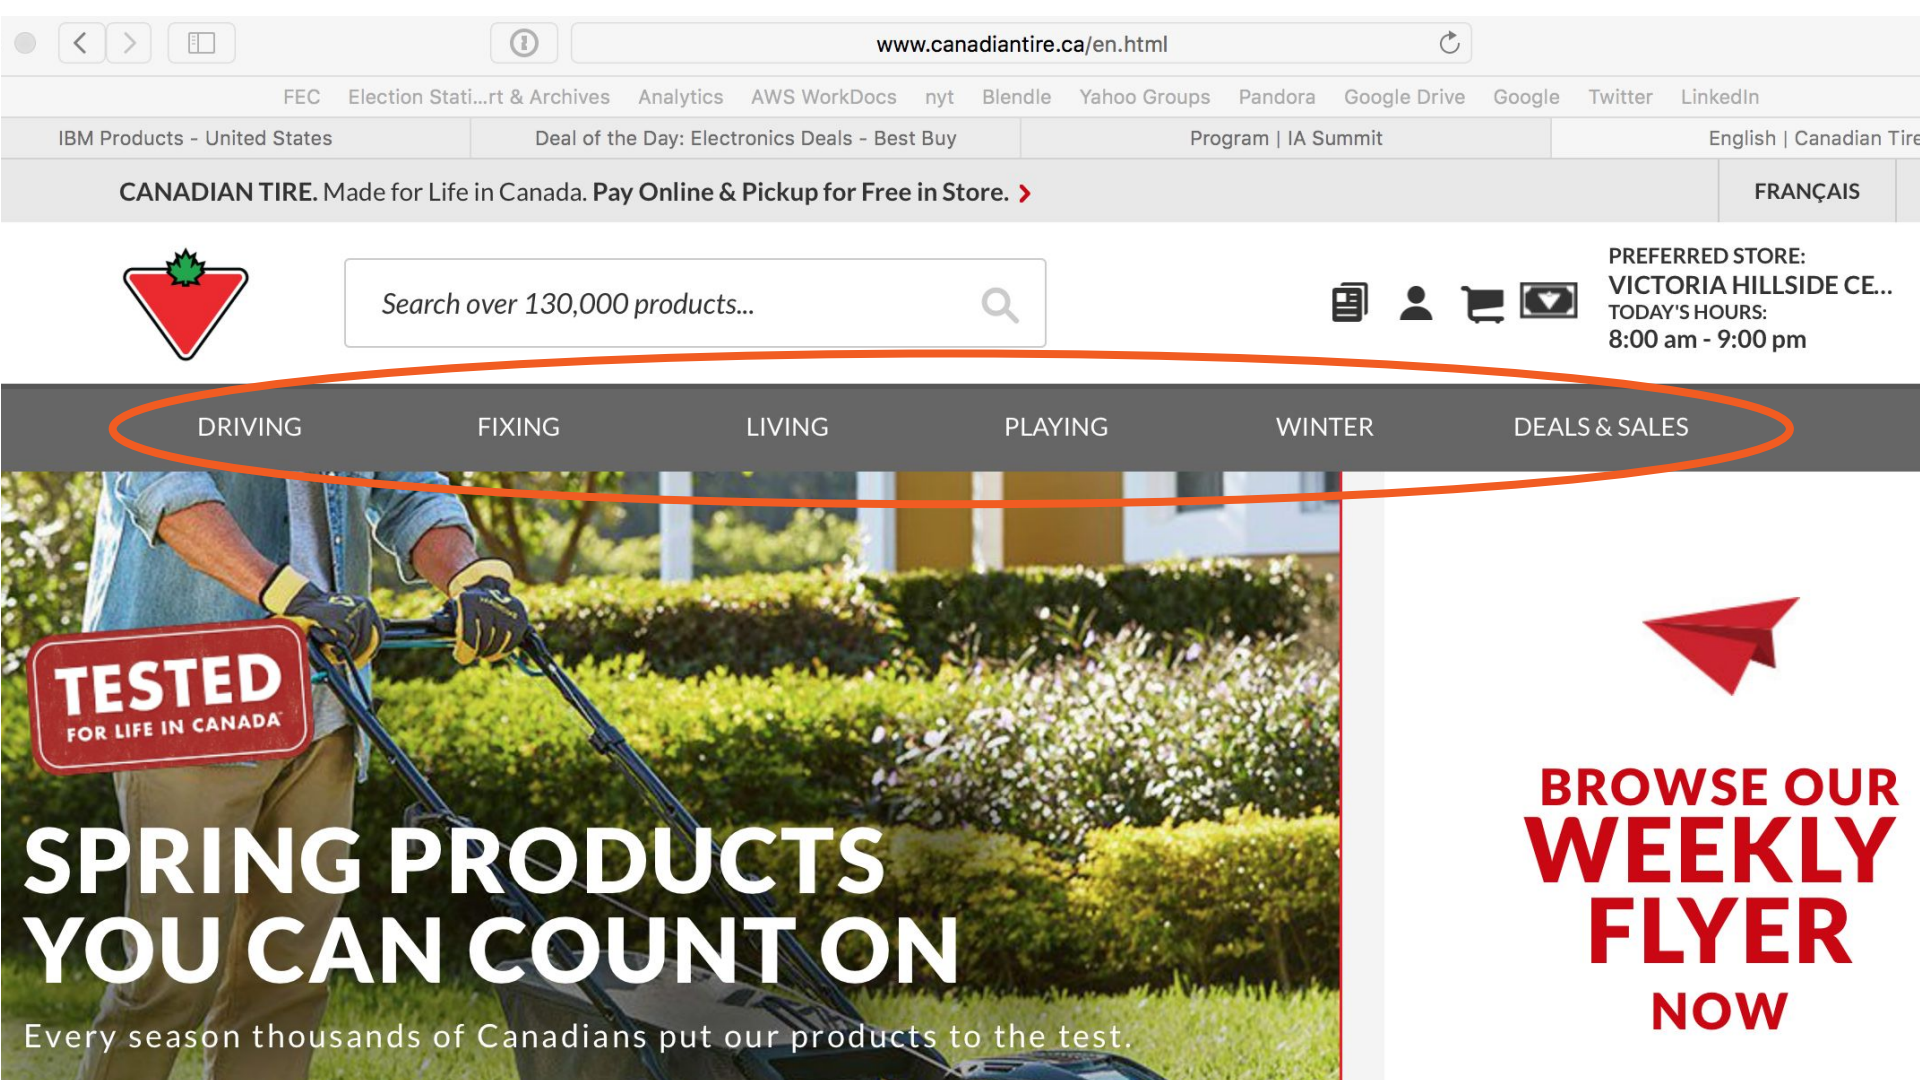 www.canadiantire.ca/en.html
FEC Election Stati...rt & Archives Analytics AWS WorkDocs nyt Blendle Yahoo Groups Pandora Google Drive Google Twitter LinkedIn
IBM Products - United States Deal of the Day: Electronics Deals - Best Buy Program | IA Summit English | Canadian Tire
CANADIAN TIRE. Made for Life in Canada. Pay Online & Pickup for Free in Store. FRANÇAIS
Search over 130,000 products...
PREFERRED STORE:
VICTORIA HILLSIDE CE...
TODAY'S HOURS:
8:00 am - 9:00 pm
DRIVING FIXING LIVING PLAYING WINTER DEALS & SALES
TESTED
FOR LIFE IN CANADA
SPRING PRODUCTS
YOU CAN COUNT ON
Every season thousands of Canadians put our products to the test.
BROWSE OUR
WEEKLY
FLYER
NOW